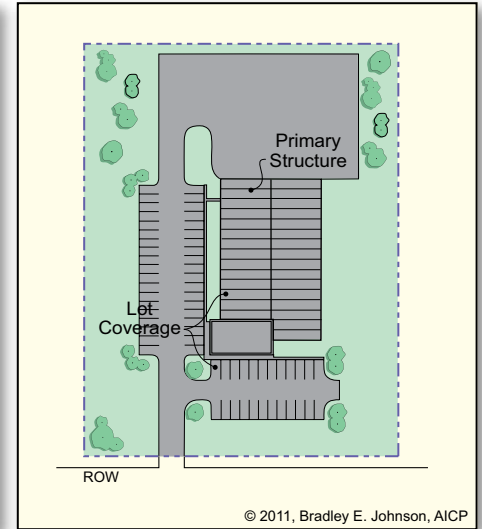 Primary
Structure
Lot
Coverage
ROW
© 2011, Bradley E. Johnson, AICP